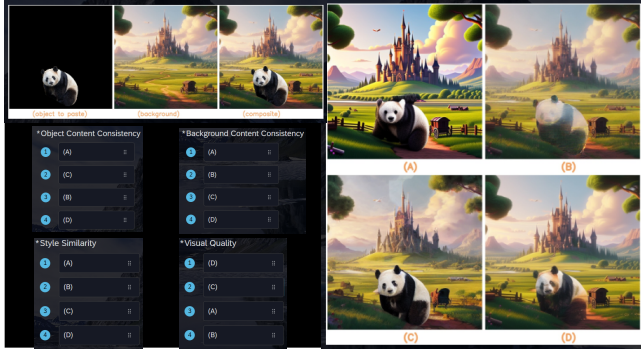 (object to paste) (background) (composite)
*Object Content Consistency
1 (A)
2 (C)
3 (B)
4 (D)
*Background Content Consistency
1 (A)
2 (B)
3 (C)
4 (D)
*Style Similarity
1 (A)
2 (B)
3 (C)
4 (D)
*Visual Quality
1 (D)
2 (C)
3 (A)
4 (B)
(A) (B)
(C) (D)